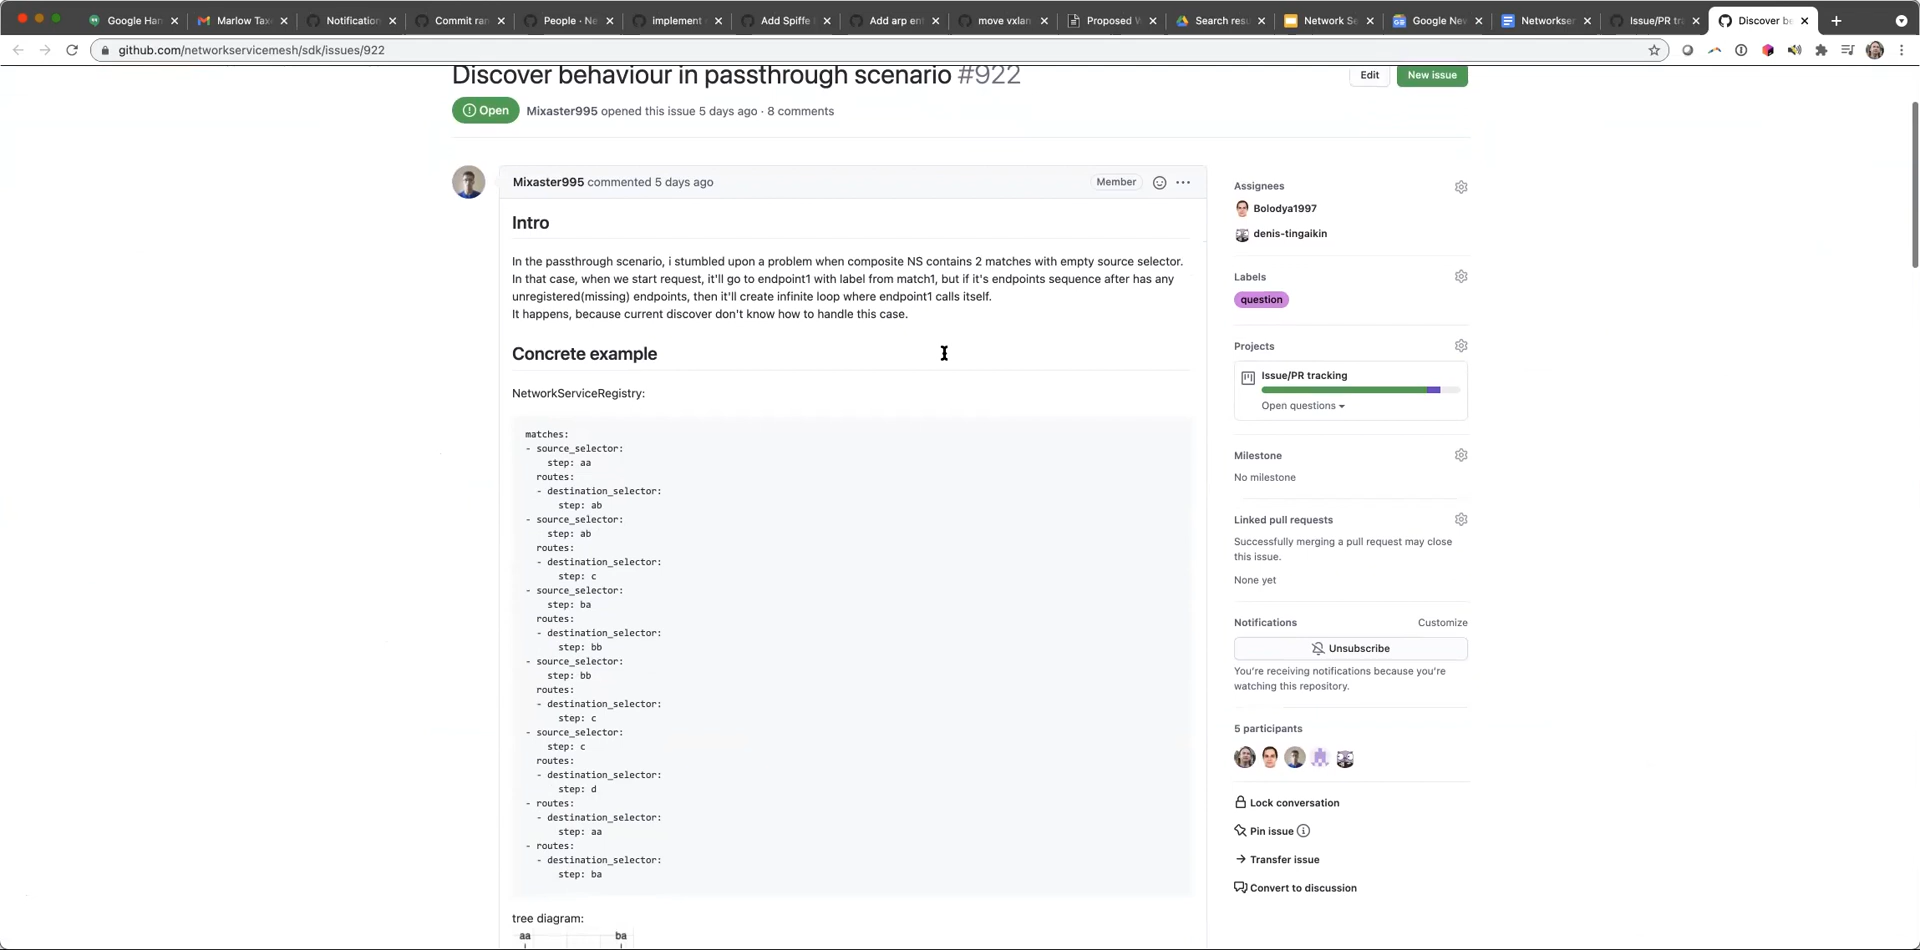 Google Han
Marlow Tax
Notification
Commit ran
People · Ne
implement
Add Spiffe
Add arp en
move vxlan
Proposed V
Search resu
Network Se
Google New
Networkser
Issue/PR tr
Discover be
github.com/networkservicemesh/sdk/issues/922
Discover behaviour in passthrough scenario #922
Edit
New issue
Open
Mixaster995 opened this issue 5 days ago · 8 comments
Mixaster995 commented 5 days ago
Member
Intro
In the passthrough scenario, i stumbled upon a problem when composite NS contains 2 matches with empty source selector.
In that case, when we start request, it'll go to endpoint1 with label from match1, but if it's endpoints sequence after has any
unregistered(missing) endpoints, then it'll create infinite loop where endpoint1 calls itself.
It happens, because current discover don't know how to handle this case.
Concrete example
NetworkServiceRegistry:
matches:
- source_selector:
step: aa
routes:
- destination_selector:
step: ab
- source_selector:
step: ab
routes:
- destination_selector:
step: c
- source_selector:
step: ba
routes:
- destination_selector:
step: bb
- source_selector:
step: bb
routes:
- destination_selector:
step: c
- source_selector:
step: c
routes:
- destination_selector:
step: d
- routes:
- destination_selector:
step: aa
- routes:
- destination_selector:
step: ba
tree diagram:
aa ba
Assignees
Bolodya1997
denis-tingaikin
Labels
question
Projects
Issue/PR tracking
Open questions
Milestone
No milestone
Linked pull requests
Successfully merging a pull request may close
this issue.
None yet
Notifications
Customize
Unsubscribe
You're receiving notifications because you're
watching this repository.
5 participants
Lock conversation
Pin issue
Transfer issue
Convert to discussion